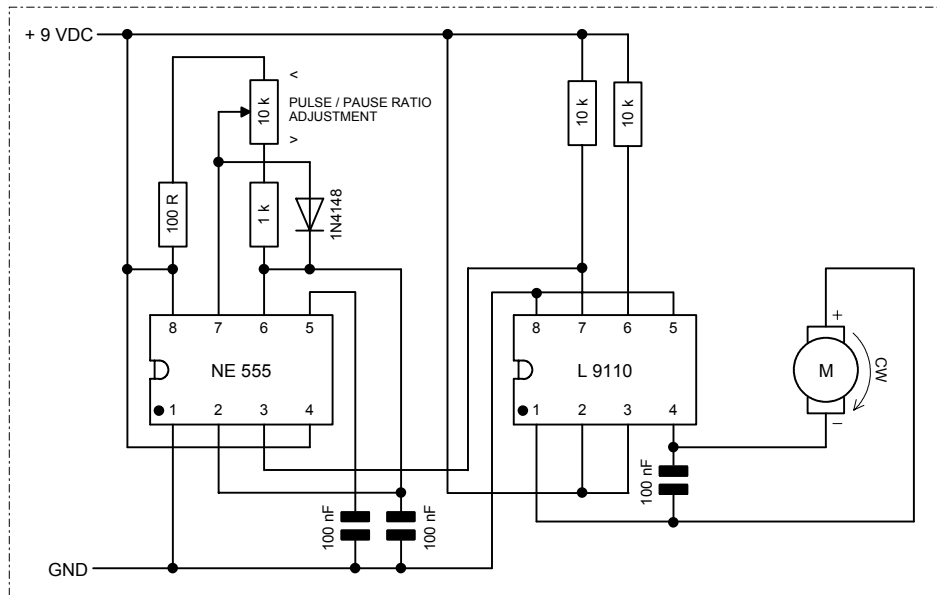 + 9 VDC
<
10 k
PULSE / PAUSE RATIO
ADJUSTMENT
>
10 k
10 k
100 R
1 k
1N4148
8 7 6 5
NE 555
1 2 3 4
8 7 6 5
L 9110
1 2 3 4
+
M
CW
–
100 nF
100 nF
100 nF
GND